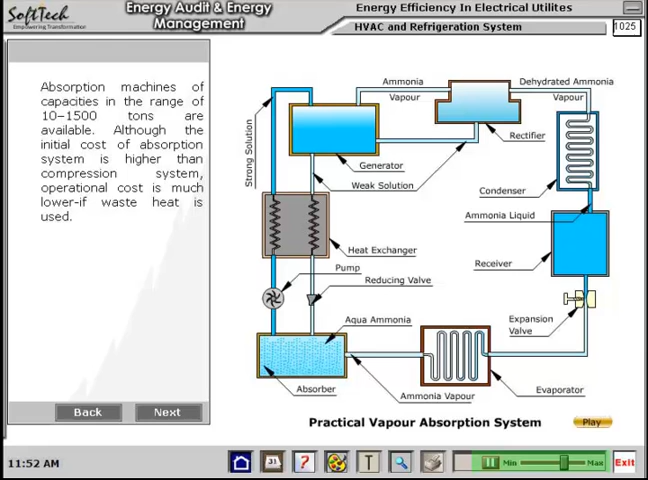 SoftTech
Empowering Transformation
Energy Audit & Energy
Management
Energy Efficiency In Electrical Utilites
HVAC and Refrigeration System
1025
Absorption machines of
capacities in the range of
10-1500 tons are
available. Although the
initial cost of absorption
system is higher than
compression system,
operational cost is much
lower-if waste heat is
used.
Back
Next
Ammonia
Vapour
Dehydrated Ammonia
Vapour
Strong Solution
Rectifier
Generator
Weak Solution
Condenser
Ammonia Liquid
Heat Exchanger
Receiver
Pump
Reducing Valve
Aqua Ammonia
Expansion
Valve
Absorber
Ammonia Vapour
Evaporator
Practical Vapour Absorption System
Play
11:52 AM
31
?
T
Min
Max
Exit